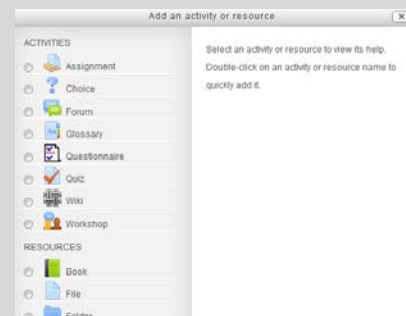 Add an activity or resource
ACTIVITIES
Assignment
Choice
Forum
Glossary
Questionnaire
Quiz
Wiki
Workshop
RESOURCES
Book
File
Folder
Select an activity or resource to view its help.
Double-click on an activity or resource name to
quickly add it.